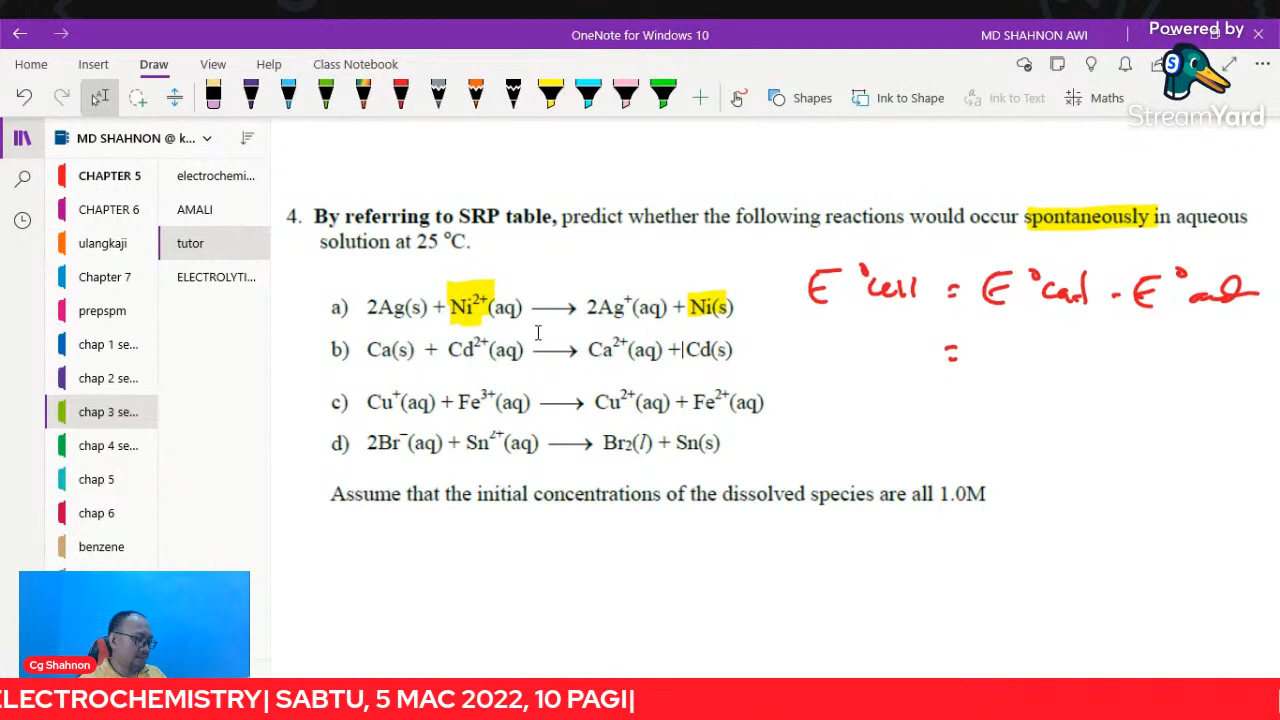 OneNote for Windows 10
MD SHAHNON AWI
Powered by
StreamYard
Home
Insert
Draw
View
Help
Class Notebook
Shapes
Ink to Shape
Ink to Text
Maths
MD SHAHNON @ k...
CHAPTER 5
CHAPTER 6
ulangkaji
Chapter 7
prepspm
chap 1 se...
chap 2 se...
chap 3 se...
chap 4 se...
chap 5
chap 6
benzene
electrochemi...
AMALI
tutor
ELECTROLYTI...
4. By referring to SRP table, predict whether the following reactions would occur spontaneously in aqueous
solution at 25 °C.
a) 2Ag(s) + Ni²⁺(aq) ⟶ 2Ag⁺(aq) + Ni(s)
b) Ca(s) + Cd²⁺(aq) ⟶ Ca²⁺(aq) + Cd(s)
c) Cu⁺(aq) + Fe³⁺(aq) ⟶ Cu²⁺(aq) + Fe²⁺(aq)
d) 2Br⁻(aq) + Sn²⁺(aq) ⟶ Br₂(l) + Sn(s)
Assume that the initial concentrations of the dissolved species are all 1.0M
E°cell = E°cad - E°and
=
Cg Shahnon
ELECTROCHEMISTRY| SABTU, 5 MAC 2022, 10 PAGI|